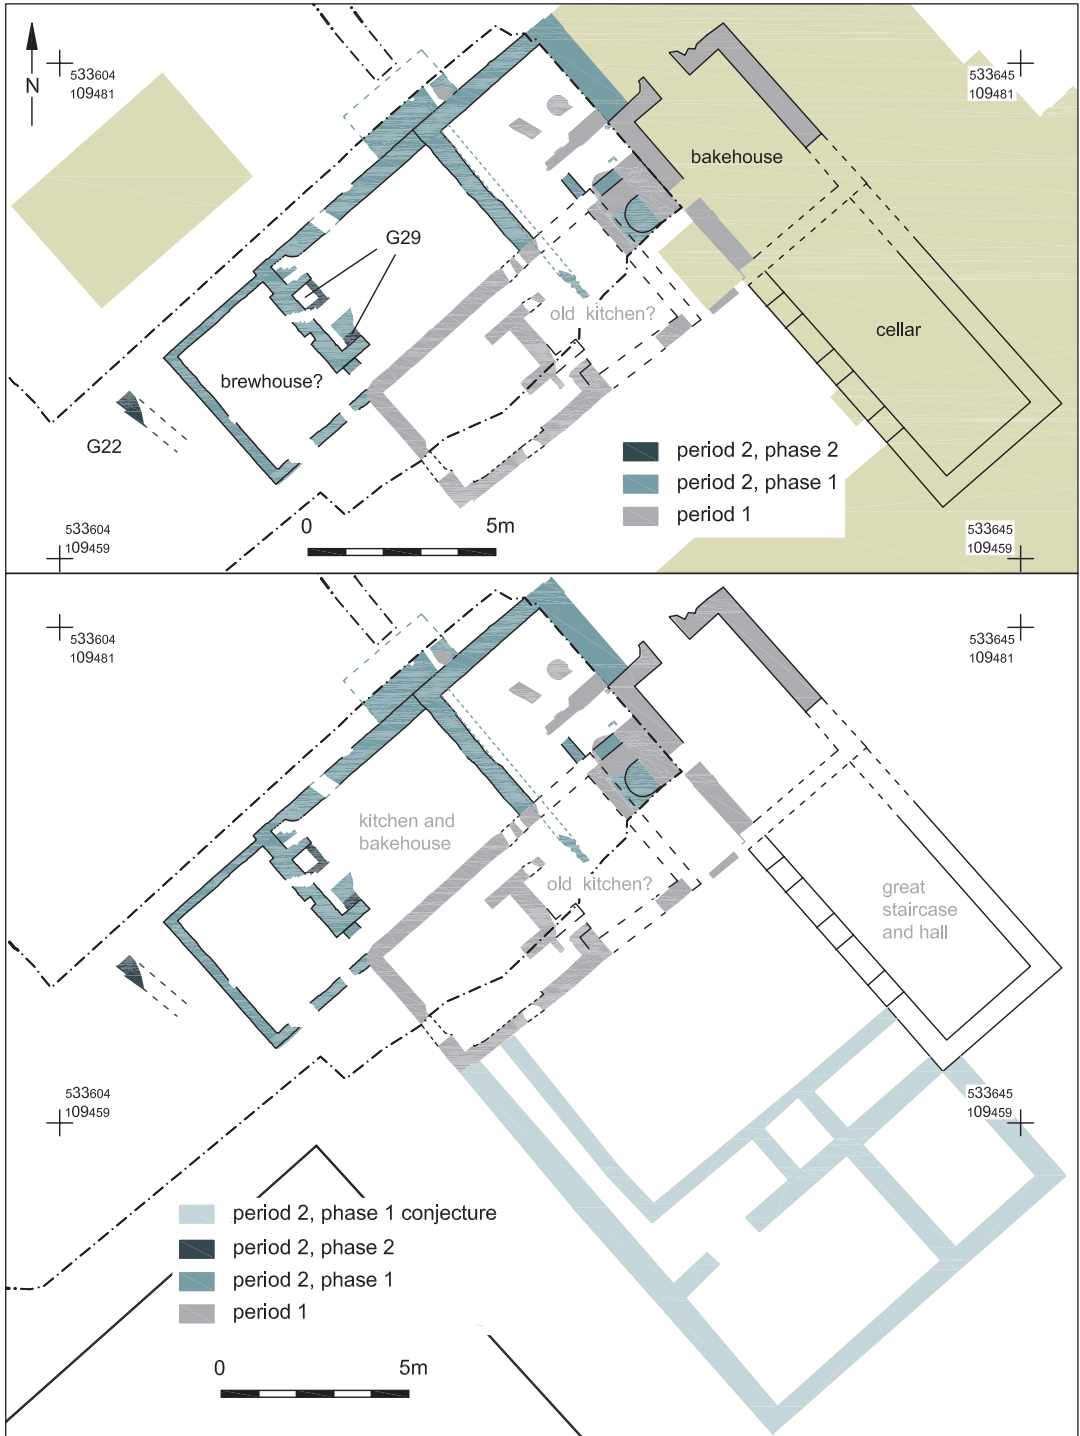 N
533604
109481
533645
109481
bakehouse
G29
old kitchen?
cellar
brewhouse?
G22
period 2, phase 2
period 2, phase 1
period 1
0 5m
533604
109459
533645
109459
533604
109481
533645
109481
kitchen and
bakehouse
old kitchen?
great
staircase
and hall
533604
109459
533645
109459
period 2, phase 1 conjecture
period 2, phase 2
period 2, phase 1
period 1
0 5m